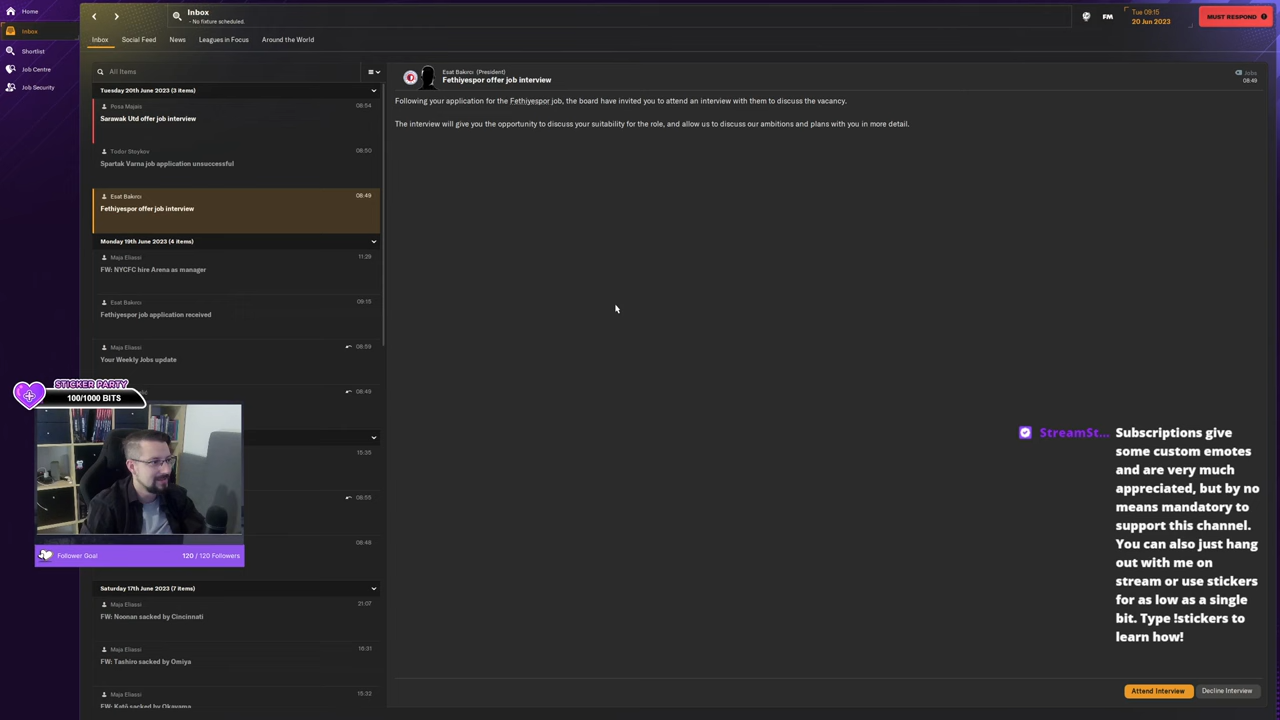 Home
Inbox
Shortlist
Job Centre
Job Security
Inbox
- No fixture scheduled.
FM
Tue 09:15
20 Jun 2023
MUST RESPOND
Inbox
Social Feed
News
Leagues in Focus
Around the World
All Items
Tuesday 20th June 2023 (3 items)
Posa Majais
08:54
Sarawak Utd offer job interview
Todor Stoykov
08:50
Spartak Varna job application unsuccessful
Esat Bakırcı
08:49
Fethiyespor offer job interview
Monday 19th June 2023 (4 items)
Maja Eliassi
11:29
FW: NYCFC hire Arena as manager
Esat Bakırcı
09:15
Fethiyespor job application received
Maja Eliassi
08:59
Your Weekly Jobs update
08:49
15:35
08:55
08:46
Saturday 17th June 2023 (7 items)
Maja Eliassi
21:07
FW: Noonan sacked by Cincinnati
Maja Eliassi
16:31
FW: Tashiro sacked by Omiya
Maja Eliassi
15:32
FW: Katō sacked by Okayama
Esat Bakırcı (President)
Fethiyespor offer job interview
Jobs
08:49
Following your application for the Fethiyespor job, the board have invited you to attend an interview with them to discuss the vacancy.
The interview will give you the opportunity to discuss your suitability for the role, and allow us to discuss our ambitions and plans with you in more detail.
Attend Interview
Decline Interview
STICKER PARTY
100/1000 BITS
Follower Goal
120 / 120 Followers
StreamSt...
Subscriptions give
some custom emotes
and are very much
appreciated, but by no
means mandatory to
support this channel.
You can also just hang
out with me on
stream or use stickers
for as low as a single
bit. Type !stickers to
learn how!